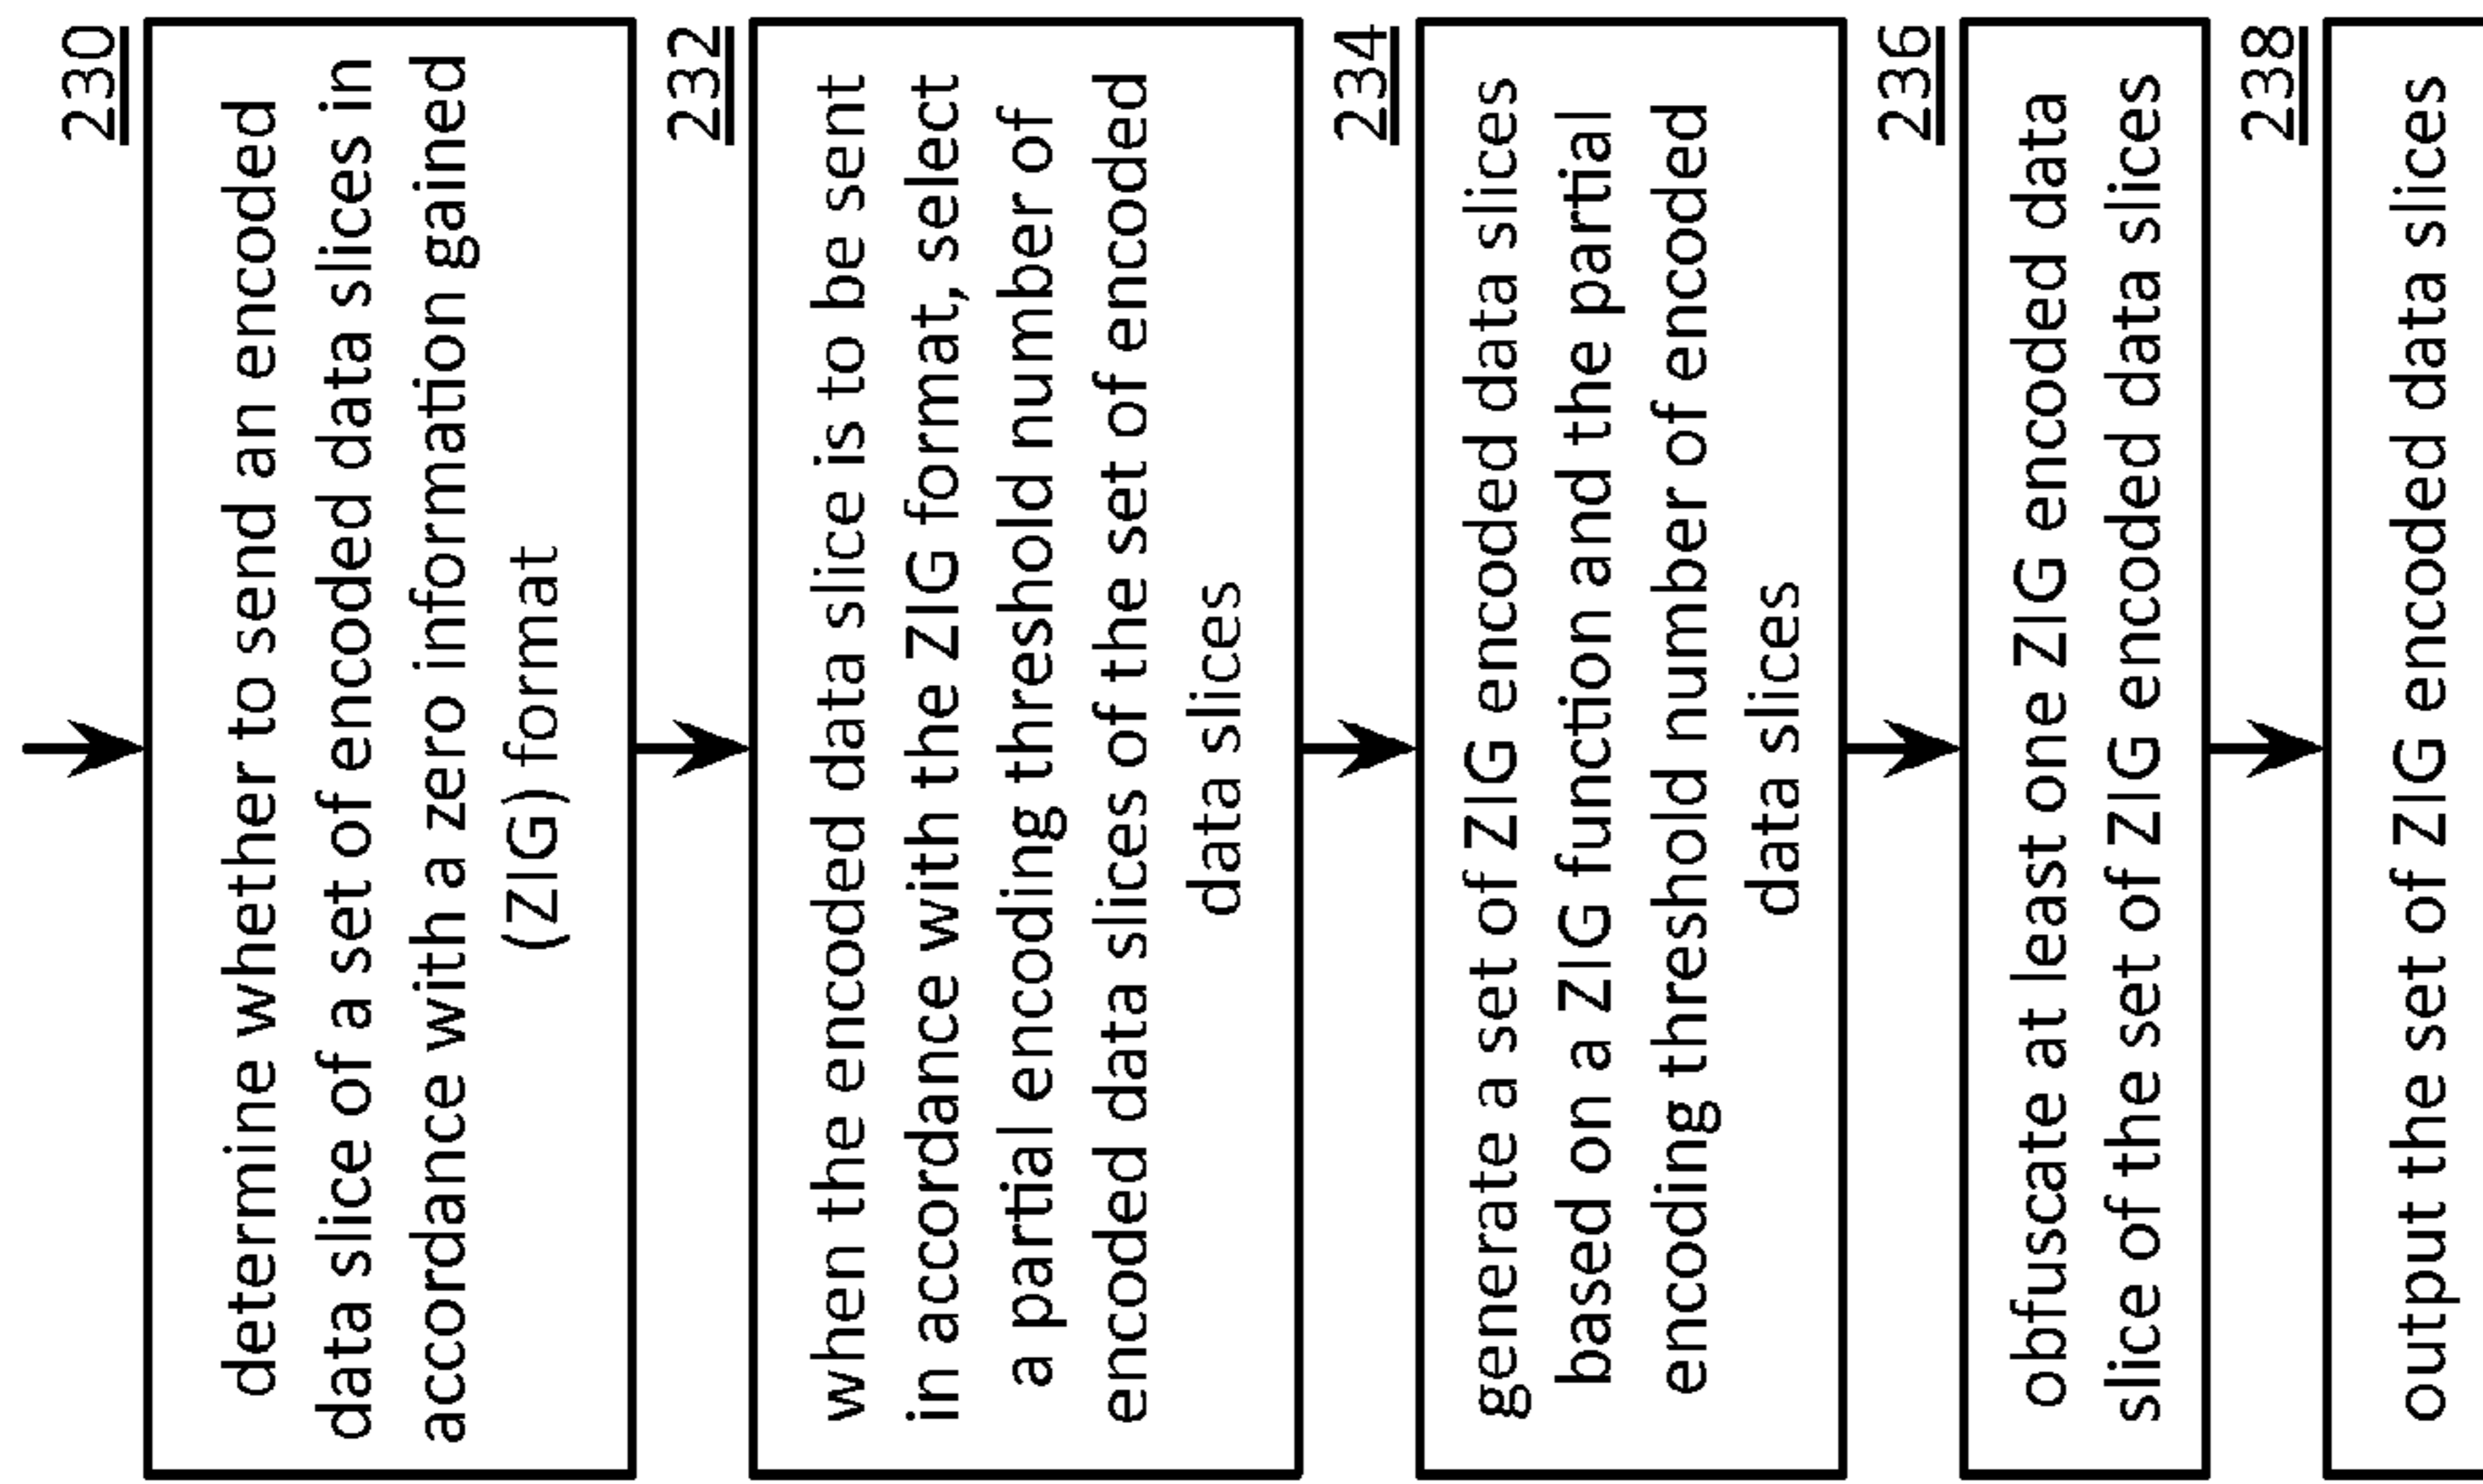 230
determine whether to send an encoded
data slice of a set of encoded data slices in
accordance with a zero information gained
(ZIG) format
232
when the encoded data slice is to be sent
in accordance with the ZIG format, select
a partial encoding threshold number of
encoded data slices of the set of encoded
data slices
234
generate a set of ZIG encoded data slices
based on a ZIG function and the partial
encoding threshold number of encoded
data slices
236
obfuscate at least one ZIG encoded data
slice of the set of ZIG encoded data slices
238
output the set of ZIG encoded data slices